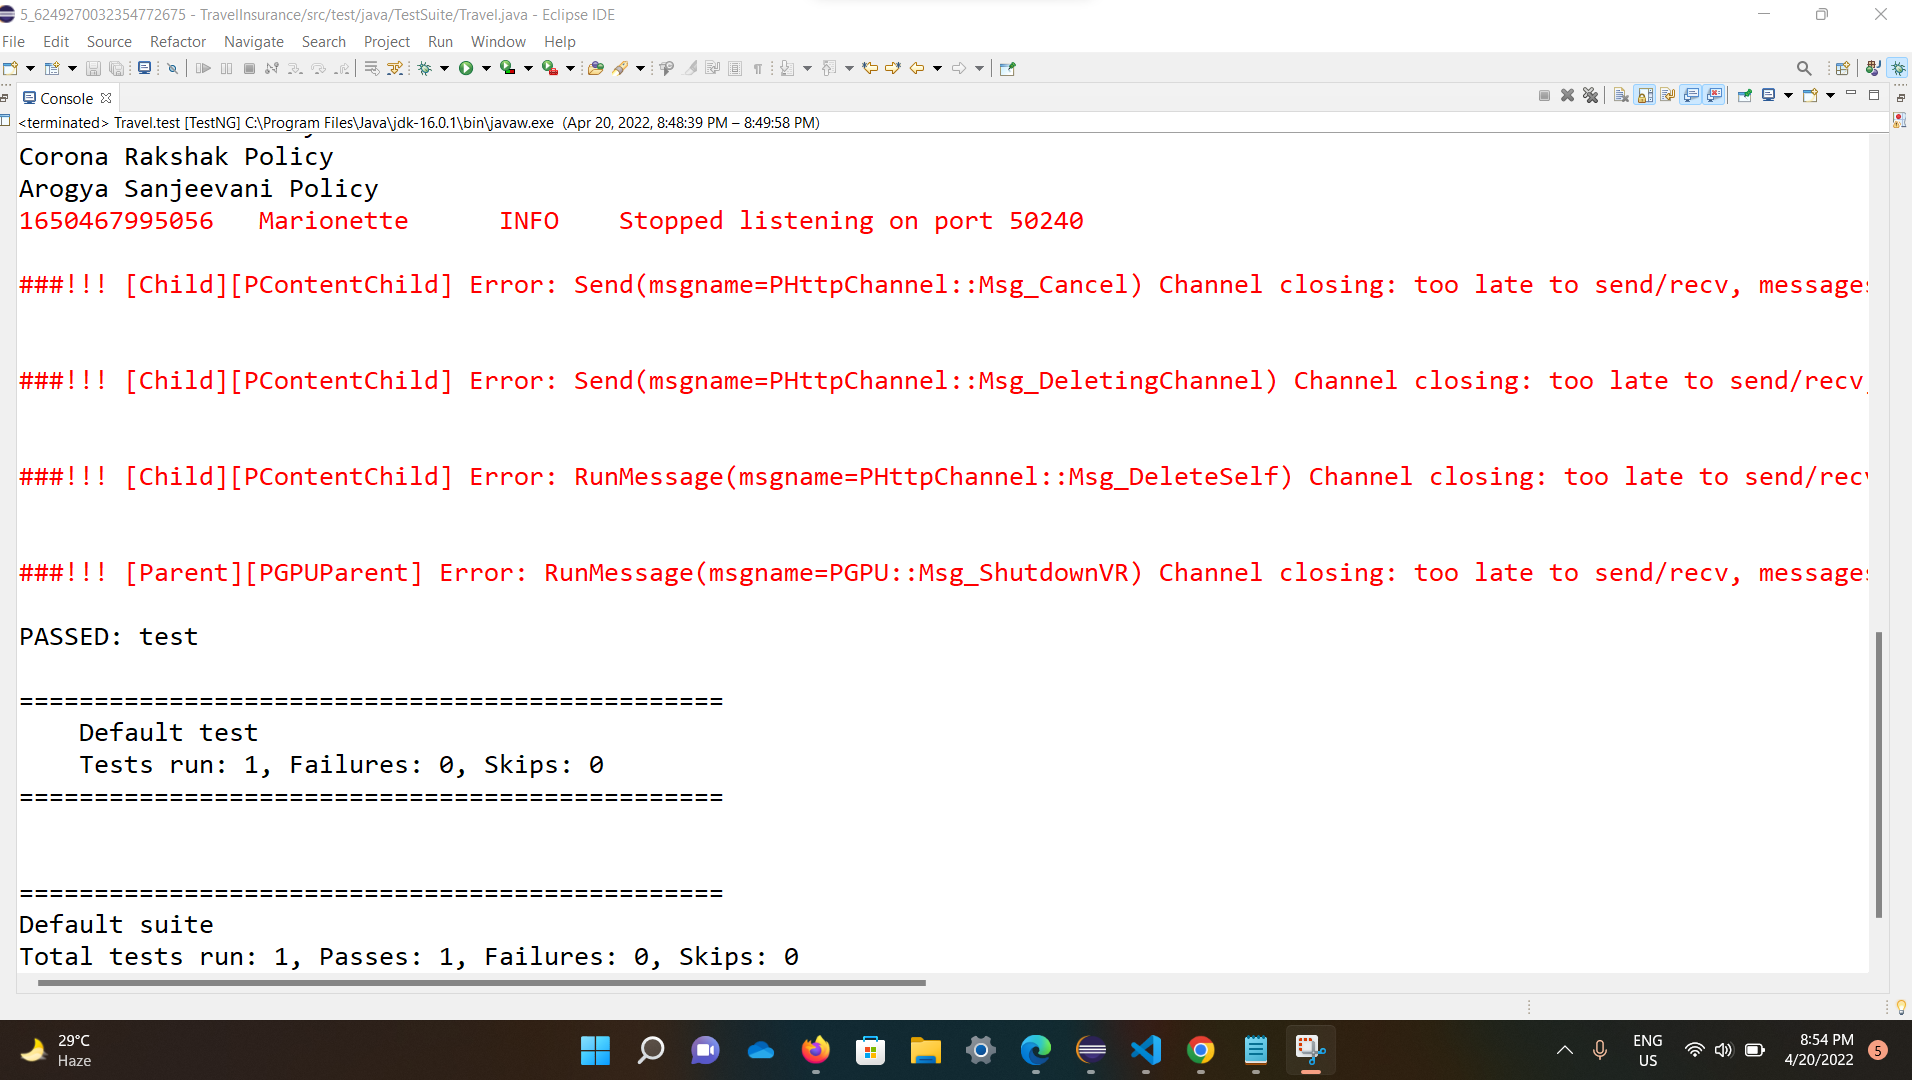 5_6249270032354772675 - TravelInsurance/src/test/java/TestSuite/Travel.java - Eclipse IDE
File Edit Source Refactor Navigate Search Project Run Window Help
Console
<terminated> Travel.test [TestNG] C:\Program Files\Java\jdk-16.0.1\bin\javaw.exe (Apr 20, 2022, 8:48:39 PM – 8:49:58 PM)
Corona Rakshak Policy
Arogya Sanjeevani Policy
1650467995056 Marionette INFO Stopped listening on port 50240
###!!! [Child][PContentChild] Error: Send(msgname=PHttpChannel::Msg_Cancel) Channel closing: too late to send/recv, messages
###!!! [Child][PContentChild] Error: Send(msgname=PHttpChannel::Msg_DeletingChannel) Channel closing: too late to send/recv,
###!!! [Child][PContentChild] Error: RunMessage(msgname=PHttpChannel::Msg_DeleteSelf) Channel closing: too late to send/recv
###!!! [Parent][PGPUParent] Error: RunMessage(msgname=PGPU::Msg_ShutdownVR) Channel closing: too late to send/recv, messages
PASSED: test
===============================================
Default test
Tests run: 1, Failures: 0, Skips: 0
===============================================
===============================================
Default suite
Total tests run: 1, Passes: 1, Failures: 0, Skips: 0
29°C
Haze
ENG
US
8:54 PM
4/20/2022
5